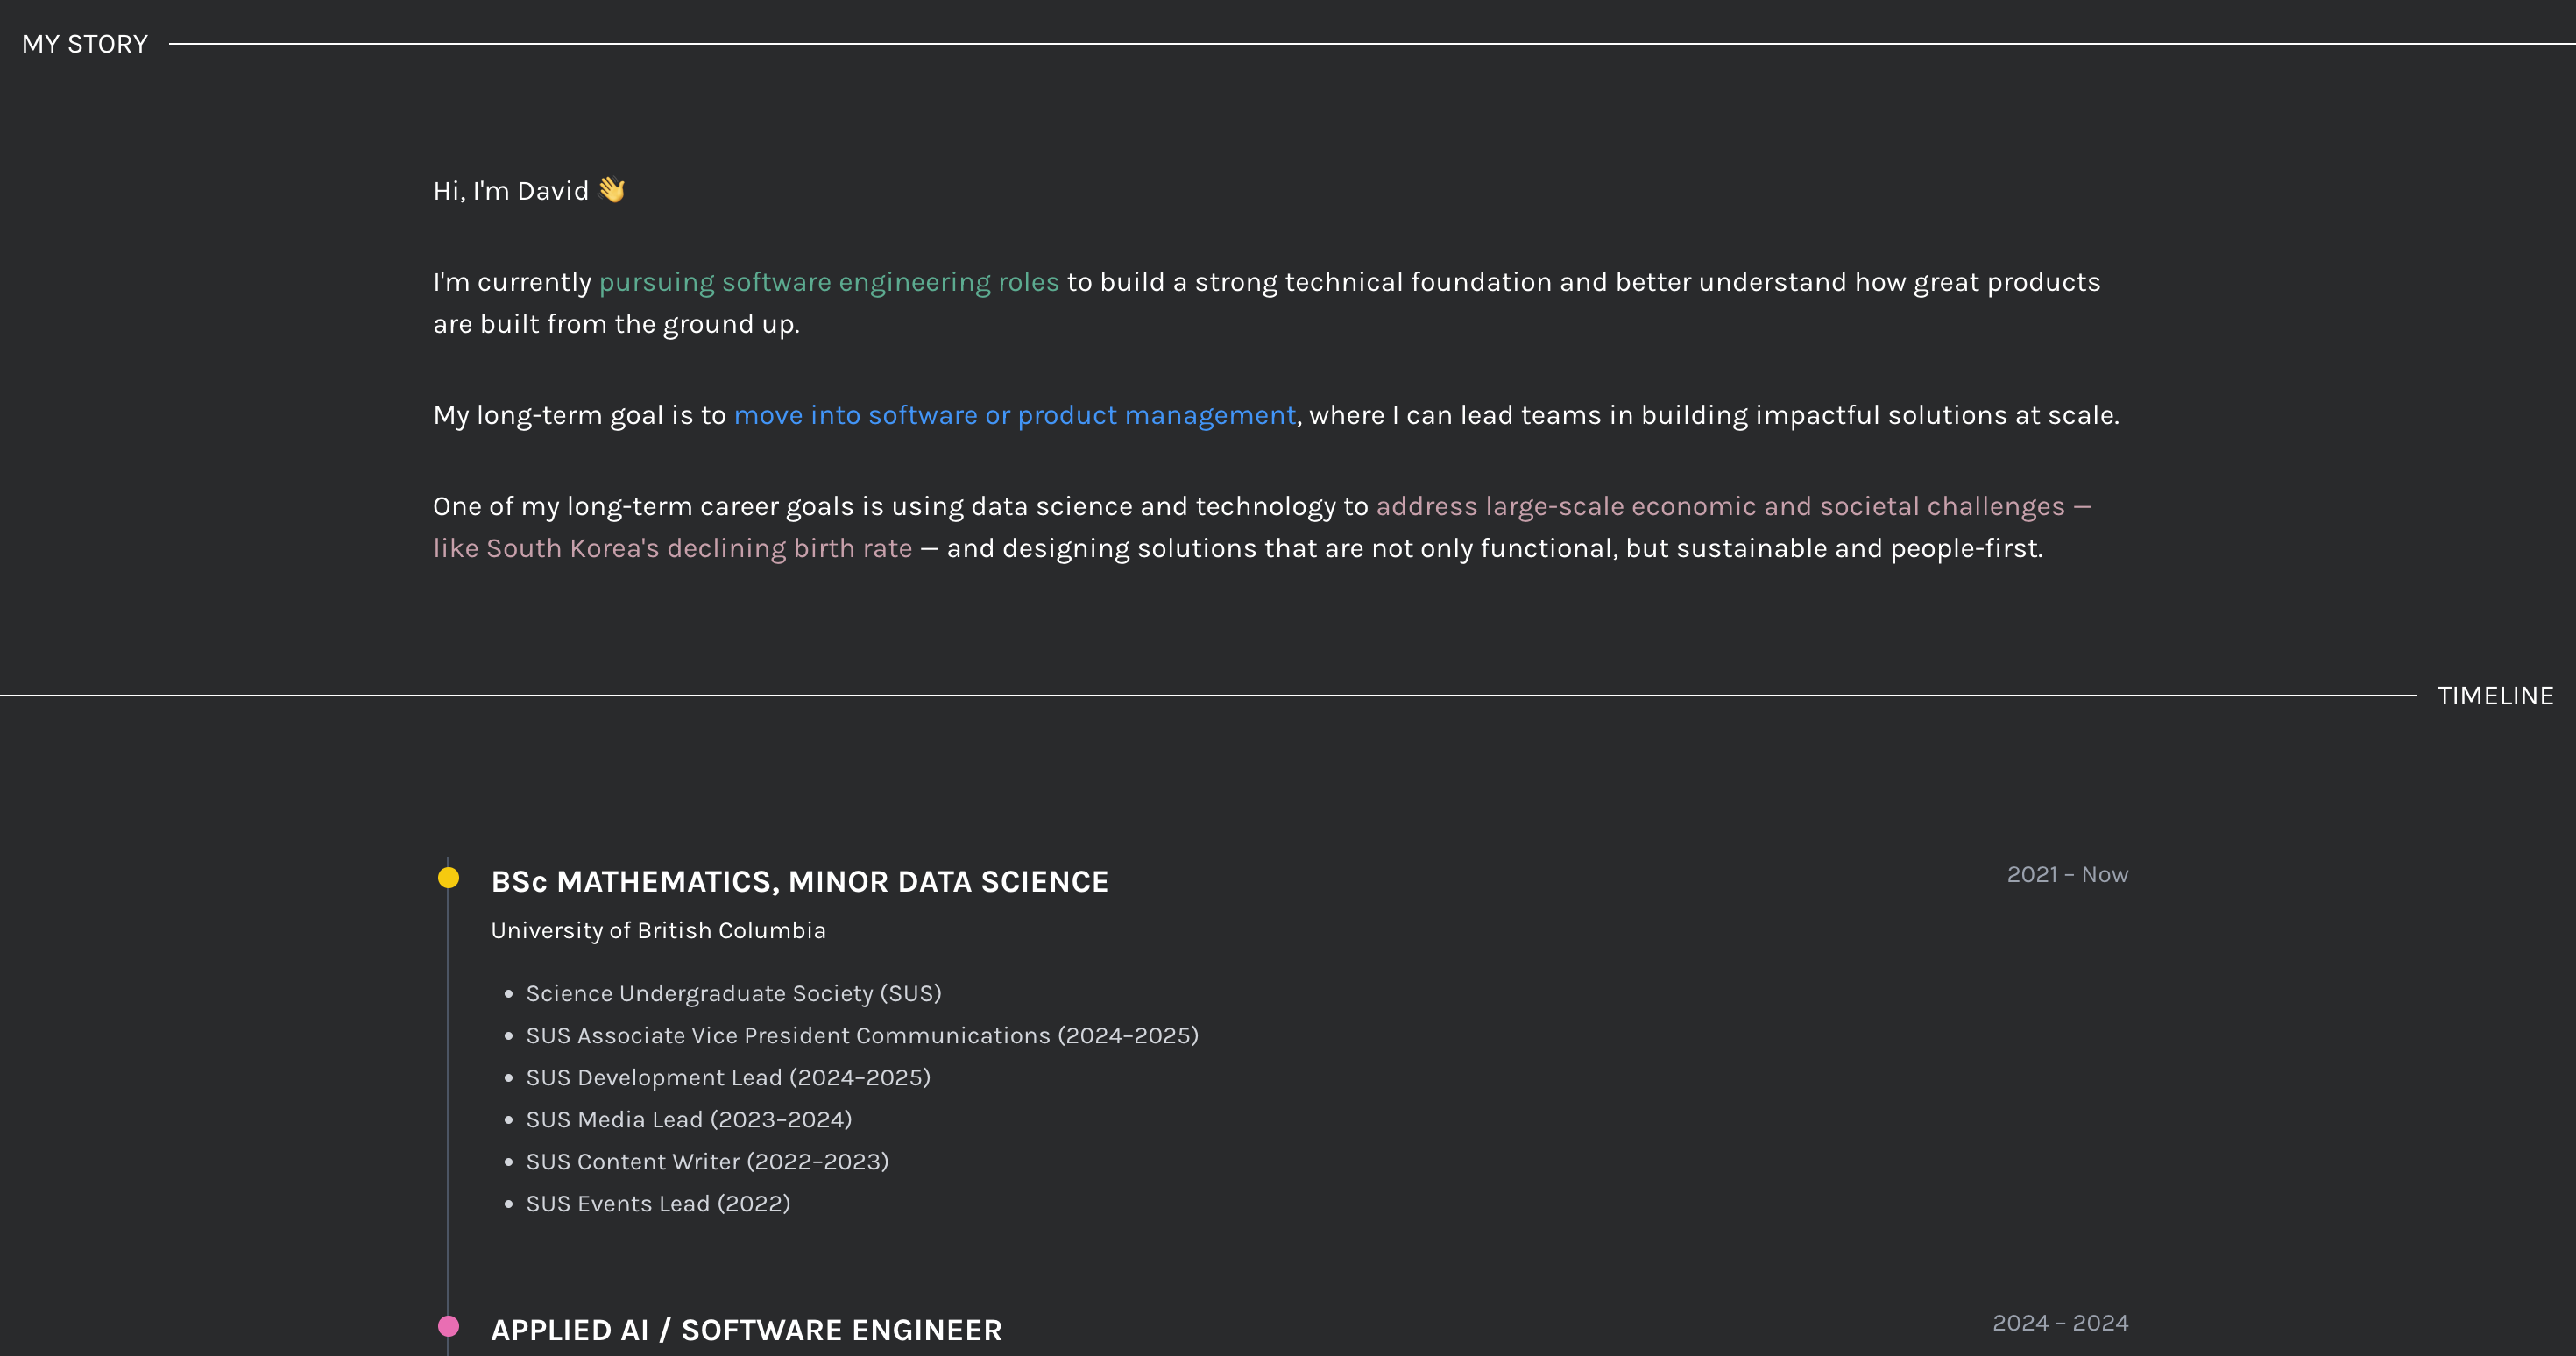 MY STORY
Hi, I'm David 👋
I'm currently pursuing software engineering roles to build a strong technical foundation and better understand how great products
are built from the ground up.
My long-term goal is to move into software or product management, where I can lead teams in building impactful solutions at scale.
One of my long-term career goals is using data science and technology to address large-scale economic and societal challenges —
like South Korea's declining birth rate — and designing solutions that are not only functional, but sustainable and people-first.
TIMELINE
BSc MATHEMATICS, MINOR DATA SCIENCE
2021 – Now
University of British Columbia
• Science Undergraduate Society (SUS)
• SUS Associate Vice President Communications (2024–2025)
• SUS Development Lead (2024–2025)
• SUS Media Lead (2023–2024)
• SUS Content Writer (2022–2023)
• SUS Events Lead (2022)
APPLIED AI / SOFTWARE ENGINEER
2024 – 2024